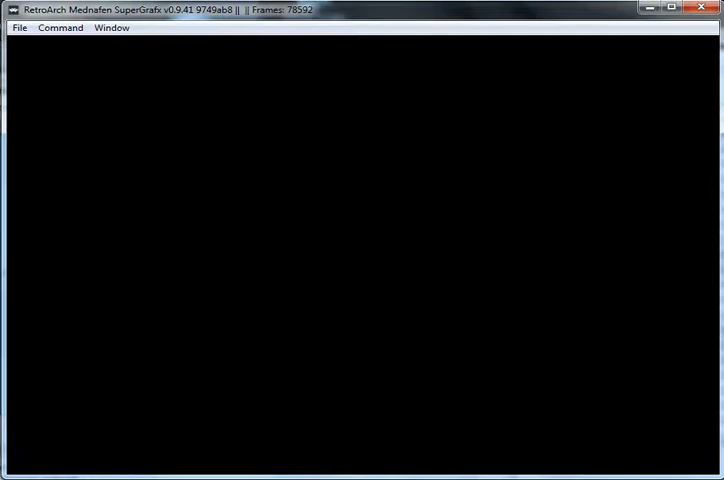 RetroArch Mednafen SuperGrafx v0.9.41 9749ab8 || || Frames: 78592
File Command Window